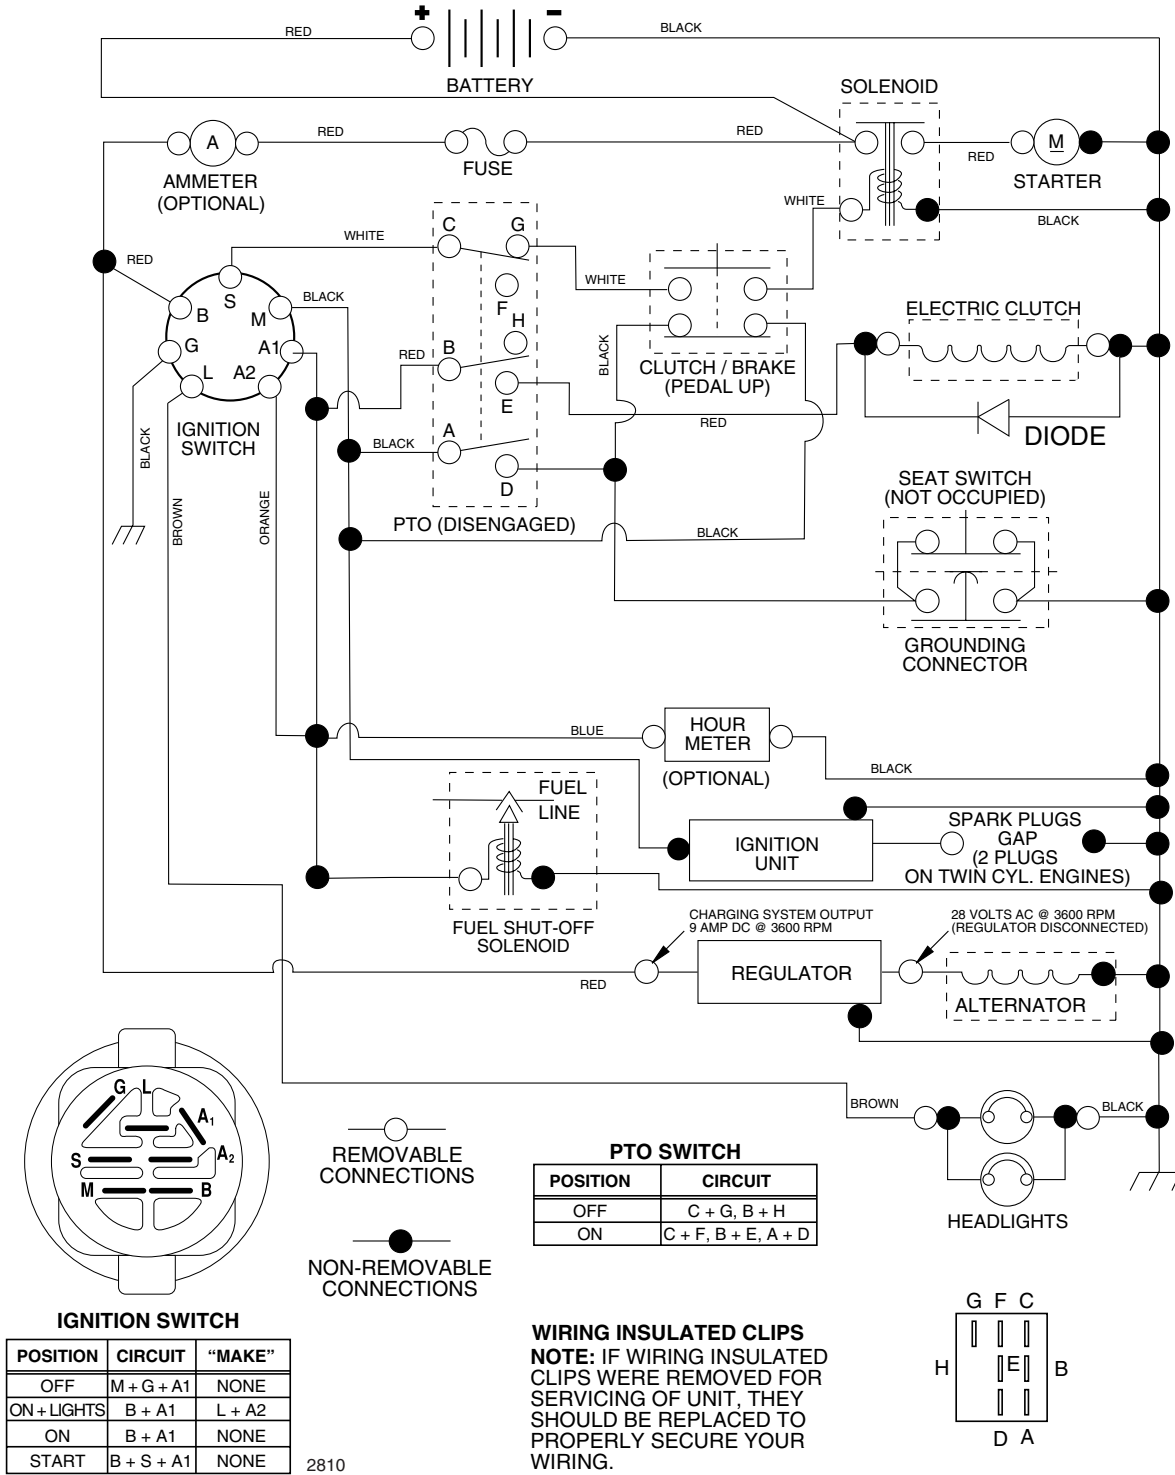 + -
RED
BLACK
BATTERY
SOLENOID
RED
RED
A
M
RED
FUSE
AMMETER
(OPTIONAL)
STARTER
WHITE
BLACK
WHITE
C G
RED
S
WHITE
B
BLACK
F
M
H
ELECTRIC CLUTCH
G
A1
RED
B
BLACK
CLUTCH / BRAKE
(PEDAL UP)
L A2
E
RED
IGNITION
SWITCH
BLACK
A
BLACK
DIODE
D
SEAT SWITCH
(NOT OCCUPIED)
BROWN
ORANGE
PTO (DISENGAGED)
BLACK
GROUNDING
CONNECTOR
BLUE
HOUR
METER
(OPTIONAL)
BLACK
FUEL
LINE
IGNITION
UNIT
SPARK PLUGS
GAP
(2 PLUGS
ON TWIN CYL. ENGINES)
FUEL SHUT-OFF
SOLENOID
CHARGING SYSTEM OUTPUT
9 AMP DC @ 3600 RPM
28 VOLTS AC @ 3600 RPM
(REGULATOR DISCONNECTED)
RED
REGULATOR
ALTERNATOR
G L
A1
S
A2
M B
BROWN
BLACK
HEADLIGHTS
REMOVABLE
CONNECTIONS
NON-REMOVABLE
CONNECTIONS
PTO SWITCH
POSITION CIRCUIT
OFF C + G, B + H
ON C + F, B + E, A + D
IGNITION SWITCH
POSITION CIRCUIT “MAKE”
OFF M + G + A1 NONE
ON + LIGHTS B + A1 L + A2
ON B + A1 NONE
START B + S + A1 NONE
2810
WIRING INSULATED CLIPS
NOTE: IF WIRING INSULATED
CLIPS WERE REMOVED FOR
SERVICING OF UNIT, THEY
SHOULD BE REPLACED TO
PROPERLY SECURE YOUR
WIRING.
G F C
H E B
D A